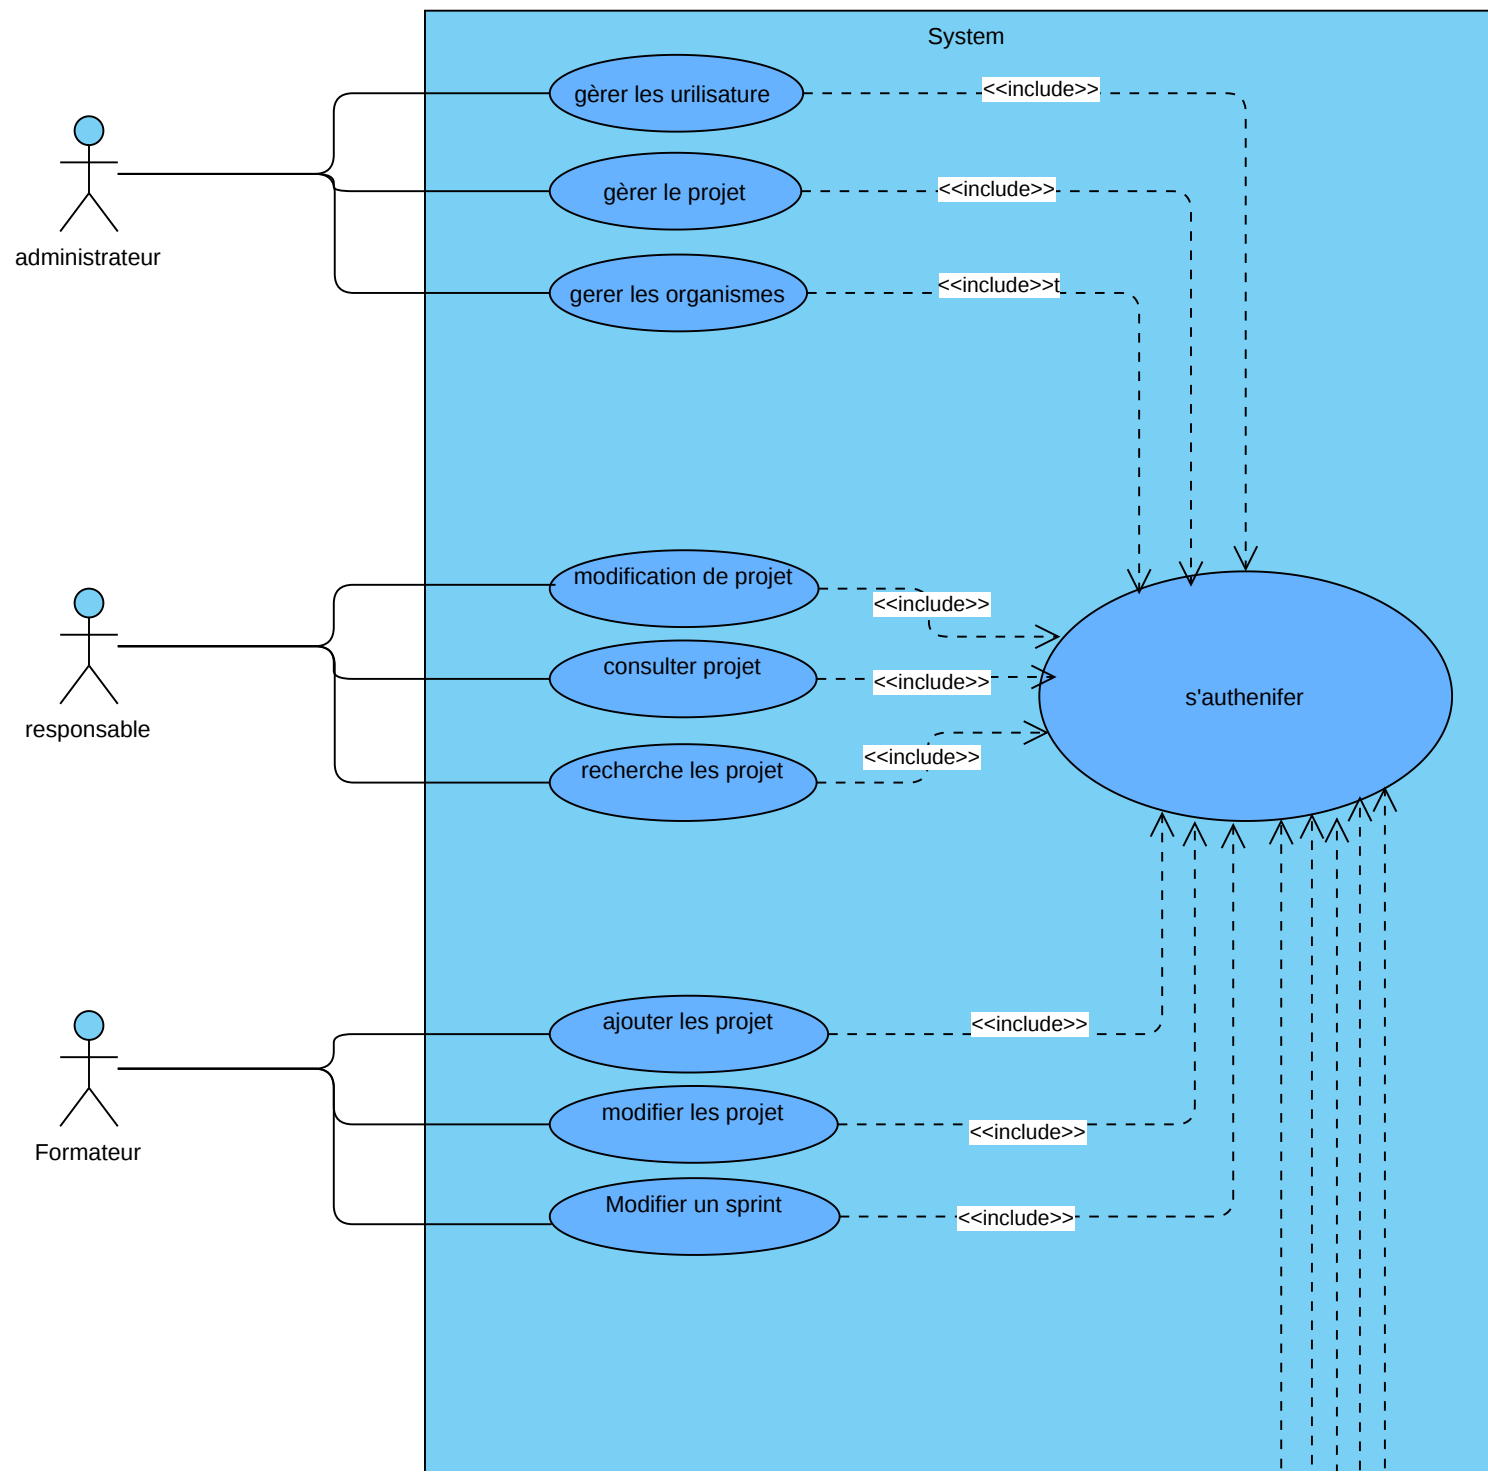 System
gèrer les urilisature
<<include>>
gèrer le projet
<<include>>
administrateur
gerer les organismes
<<include>>t
modification de projet
<<include>>
consulter projet
<<include>>
s'authenifer
responsable
recherche les projet
<<include>>
ajouter les projet
<<include>>
modifier les projet
<<include>>
Formateur
Modifier un sprint
<<include>>